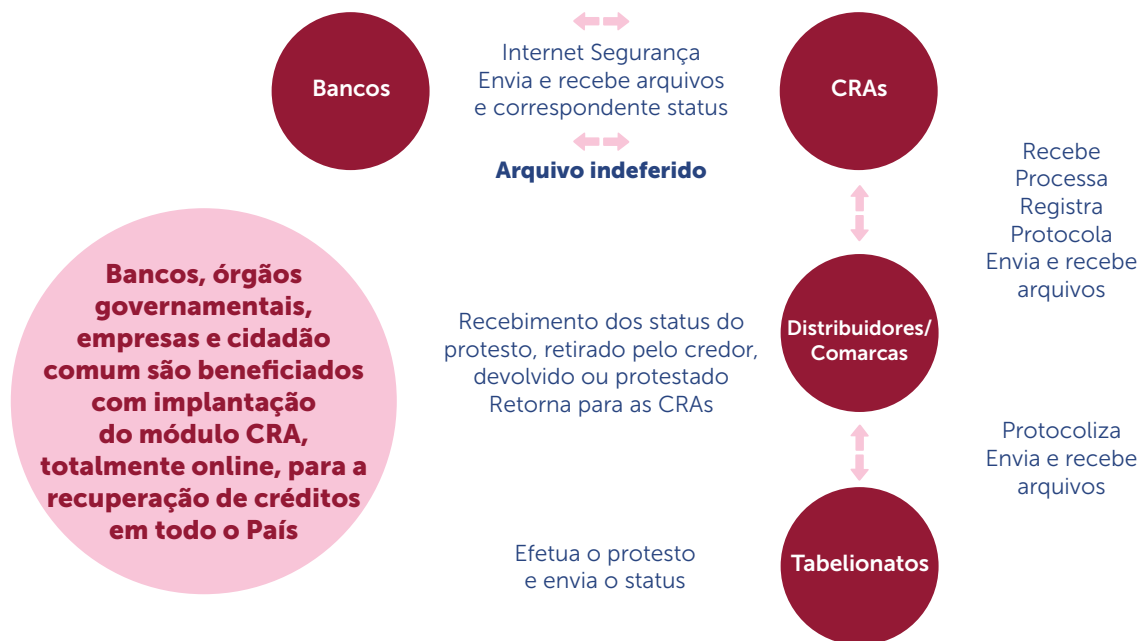 Bancos
Internet Segurança
Envia e recebe arquivos
e correspondente status
Arquivo indeferido
CRAs
Recebe
Processa
Registra
Protocola
Envia e recebe
arquivos
Bancos, órgãos
governamentais,
empresas e cidadão
comum são beneficiados
com implantação
do módulo CRA,
totalmente online, para a
recuperação de créditos
em todo o País
Recebimento dos status do
protesto, retirado pelo credor,
devolvido ou protestado
Retorna para as CRAs
Distribuidores/
Comarcas
Protocoliza
Envia e recebe
arquivos
Efetua o protesto
e envia o status
Tabelionatos